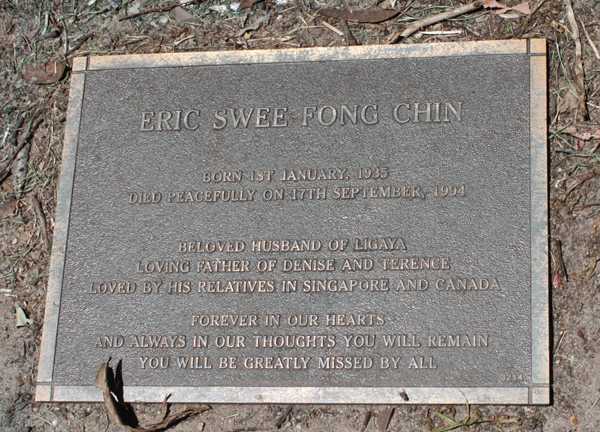 ERIC SWEE FONG CHIN
BORN 1ST JANUARY, 1935
DIED PEACEFULLY ON 17TH SEPTEMBER, 1994
BELOVED HUSBAND OF LIGAYA
LOVING FATHER OF DENISE AND TERENCE
LOVED BY HIS RELATIVES IN SINGAPORE AND CANADA
FOREVER IN OUR HEARTS
AND ALWAYS IN OUR THOUGHTS YOU WILL REMAIN
YOU WILL BE GREATLY MISSED BY ALL